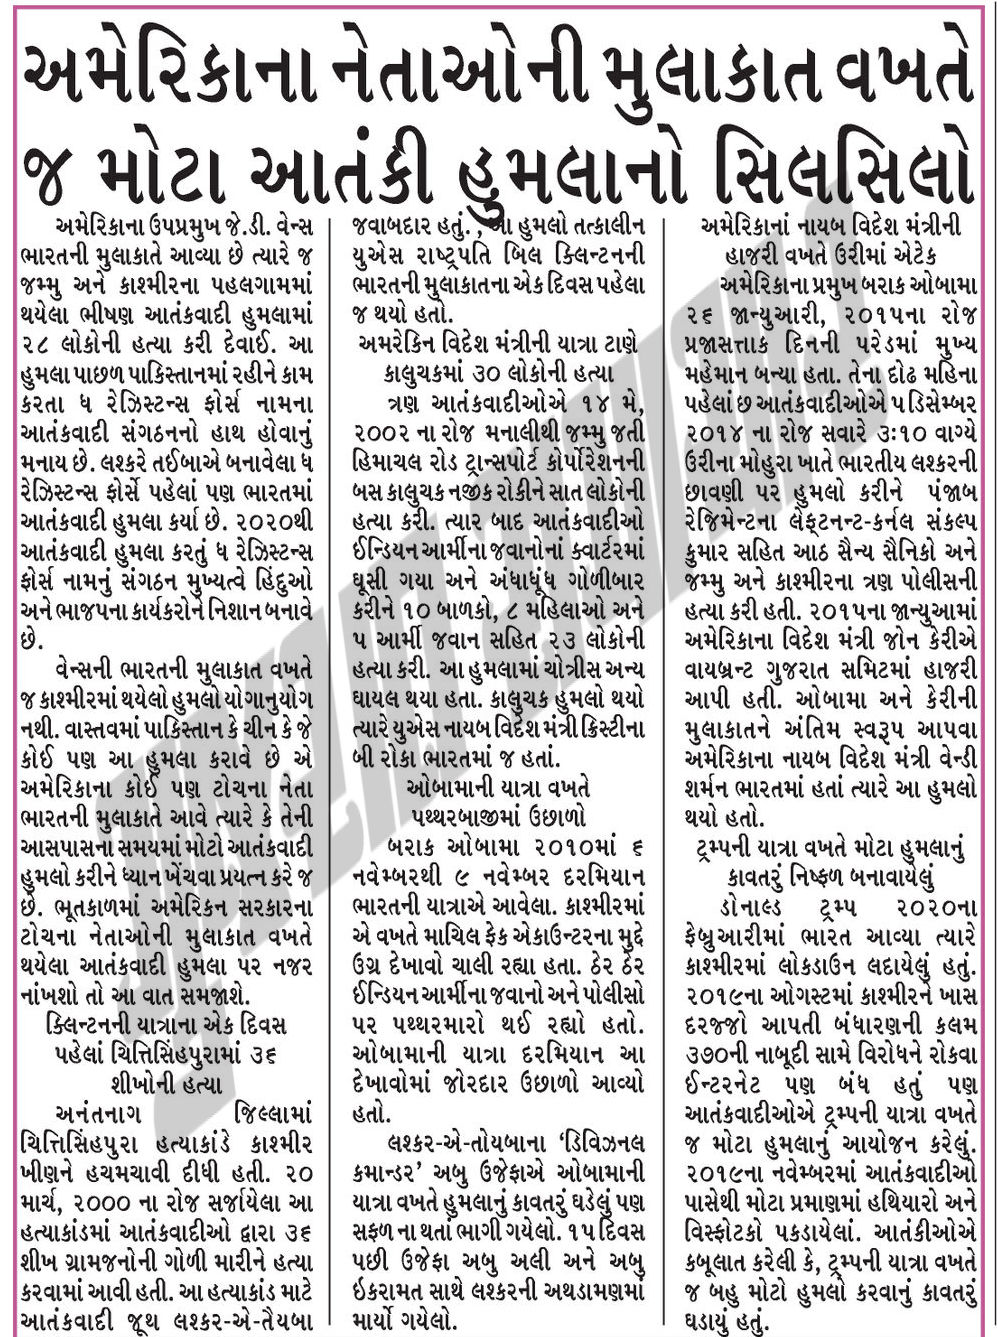 અમેરિકાના નેતાઓની મુલાકાત વખતે
જ મોટા આતંકી હુમલાનો સિલસિલો
અમેરિકાના ઉપપ્રમુખ જે.ડી. વેન્સ
ભારતની મુલાકાતે આવ્યા છે ત્યારે જ
જમ્મુ અને કાશ્મીરના પહલગામમાં
થયેલા ભીષણ આતંકવાદી હુમલામાં
૨૮ લોકોની હત્યા કરી દેવાઈ. આ
હુમલા પાછળ પાકિસ્તાનમાં રહીને કામ
કરતા ધ રેઝિસ્ટન્સ ફોર્સ નામના
આતંકવાદી સંગઠનનો હાથ હોવાનું
મનાય છે. લશ્કરે તઈબાએ બનાવેલા ધ
રેઝિસ્ટન્સ ફોર્સે પહેલાં પણ ભારતમાં
આતંકવાદી હુમલા કર્યા છે. ૨૦૨૦થી
આતંકવાદી હુમલા કરતું ધ રેઝિસ્ટન્સ
ફોર્સ નામનું સંગઠન મુખ્યત્વે હિંદુઓ
અને ભાજપના કાર્યકરોને નિશાન બનાવે
છે.
વેન્સની ભારતની મુલાકાત વખતે
જ કાશ્મીરમાં થયેલો હુમલો યોગાનુયોગ
નથી. વાસ્તવમાં પાકિસ્તાન કે ચીન કે જે
કોઈ પણ આ હુમલા કરાવે છે એ
અમેરિકાના કોઈ પણ ટોચના નેતા
ભારતની મુલાકાતે આવે ત્યારે કે તેની
આસપાસના સમયમાં મોટો આતંકવાદી
હુમલો કરીને ધ્યાન ખેંચવા પ્રયત્ન કરે જ
છે. ભૂતકાળમાં અમેરિકન સરકારના
ટોચના નેતાઓની મુલાકાત વખતે
થયેલા આતંકવાદી હુમલા પર નજર
નાંખશો તો આ વાત સમજાશે.
ક્લિન્ટનની યાત્રાના એક દિવસ
પહેલાં ચિત્તિસિંહપુરામાં ૩૬
શીખોની હત્યા
અનંતનાગ જિલ્લામાં
ચિત્તિસિંહપુરા હત્યાકાંડે કાશ્મીર
ખીણને હચમચાવી દીધી હતી. ૨૦
માર્ચ, ૨૦૦૦ ના રોજ સર્જાયેલા આ
હત્યાકાંડમાં આતંકવાદીઓ દ્વારા ૩૬
શીખ ગ્રામજનોની ગોળી મારીને હત્યા
કરવામાં આવી હતી. આ હત્યાકાંડ માટે
આતંકવાદી જૂથ લશ્કર-એ-તૈયબા
જવાબદાર હતું. , આ હુમલો તત્કાલીન
યુએસ રાષ્ટ્રપતિ બિલ ક્લિન્ટનની
ભારતની મુલાકાતના એક દિવસ પહેલા
જ થયો હતો.
અમરેકિન વિદેશ મંત્રીની યાત્રા ટાણે
કાલુચકમાં ૩૦ લોકોની હત્યા
ત્રણ આતંકવાદીઓએ ૧૪ મે,
૨૦૦૨ ના રોજ મનાલીથી જમ્મુ જતી
હિમાચલ રોડ ટ્રાન્સપોર્ટ કોર્પોરેશનની
બસ કાલુચક નજીક રોકીને સાત લોકોની
હત્યા કરી. ત્યાર બાદ આતંકવાદીઓ
ઈન્ડિયન આર્મીના જવાનોનાં ક્વાર્ટરમાં
ઘૂસી ગયા અને અંધાધૂંધ ગોળીબાર
કરીને ૧૦ બાળકો, ૮ મહિલાઓ અને
૫ આર્મી જવાન સહિત ૨૩ લોકોની
હત્યા કરી. આ હુમલામાં ચોત્રીસ અન્ય
ઘાયલ થયા હતા. કાલુચક હુમલો થયો
ત્યારે યુએસ નાયબ વિદેશ મંત્રી ક્રિસ્ટીના
બી રોકા ભારતમાં જ હતાં.
ઓબામાની યાત્રા વખતે
પથ્થરબાજીમાં ઉછાળો
બરાક ઓબામા ૨૦૧૦માં ૬
નવેમ્બરથી ૯ નવેમ્બર દરમિયાન
ભારતની યાત્રાએ આવેલા. કાશ્મીરમાં
એ વખતે માચિલ ફેક એકાઉન્ટરના મુદ્દે
ઉગ્ર દેખાવો ચાલી રહ્યા હતા. ઠેર ઠેર
ઈન્ડિયન આર્મીના જવાનો અને પોલીસો
પર પથ્થરમારો થઈ રહ્યો હતો.
ઓબામાની યાત્રા દરમિયાન આ
દેખાવોમાં જોરદાર ઉછાળો આવ્યો
હતો.
લશ્કર-એ-તોયબાના ‘ડિવિઝનલ
કમાન્ડર’ અબુ ઉજેફાએ ઓબામાની
યાત્રા વખતે હુમલાનું કાવતરું ઘડેલું પણ
સફળ ના થતાં ભાગી ગયેલો. ૧૫ દિવસ
પછી ઉજેફા અબુ અલી અને અબુ
ઇકરામત સાથે લશ્કરની અથડામણમાં
માર્યો ગયેલો.
અમેરિકાનાં નાયબ વિદેશ મંત્રીની
હાજરી વખતે ઉરીમાં એટેક
અમેરિકાના પ્રમુખ બરાક ઓબામા
૨૬ જાન્યુઆરી, ૨૦૧૫ના રોજ
પ્રજાસત્તાક દિનની પરેડમાં મુખ્ય
મહેમાન બન્યા હતા. તેના દોઢ મહિના
પહેલાં છ આતંકવાદીઓએ ૫ ડિસેમ્બર
૨૦૧૪ ના રોજ સવારે ૩:૧૦ વાગ્યે
ઉરીના મોહુરા ખાતે ભારતીય લશ્કરની
છાવણી પર હુમલો કરીને પંજાબ
રેજિમેન્ટના લેફ્ટનન્ટ-કર્નલ સંકલ્પ
કુમાર સહિત આઠ સૈન્ય સૈનિકો અને
જમ્મુ અને કાશ્મીરના ત્રણ પોલીસની
હત્યા કરી હતી. ૨૦૧૫ના જાન્યુઆમાં
અમેરિકાના વિદેશ મંત્રી જોન કેરીએ
વાયબ્રન્ટ ગુજરાત સમિટમાં હાજરી
આપી હતી. ઓબામા અને કેરીની
મુલાકાતને અંતિમ સ્વરૂપ આપવા
અમેરિકાના નાયબ વિદેશ મંત્રી વેન્ડી
શર્મન ભારતમાં હતાં ત્યારે આ હુમલો
થયો હતો.
ટ્રમ્પની યાત્રા વખતે મોટા હુમલાનું
કાવતરું નિષ્ફળ બનાવાયેલું
ડોનાલ્ડ ટ્રમ્પ ૨૦૨૦ના
ફેબ્રુઆરીમાં ભારત આવ્યા ત્યારે
કાશ્મીરમાં લોકડાઉન લદાયેલું હતું.
૨૦૧૯ના ઓગસ્ટમાં કાશ્મીરને ખાસ
દરજ્જો આપતી બંધારણની કલમ
૩૭૦ની નાબૂદી સામે વિરોધને રોકવા
ઈન્ટરનેટ પણ બંધ હતું પણ
આતંકવાદીઓએ ટ્રમ્પની યાત્રા વખતે
જ મોટા હુમલાનું આયોજન કરેલું.
૨૦૧૯ના નવેમ્બરમાં આતંકવાદીઓ
પાસેથી મોટા પ્રમાણમાં હથિયારો અને
વિસ્ફોટકો પકડાયેલાં. આતંકીઓએ
કબૂલાત કરેલી કે, ટ્રમ્પની યાત્રા વખતે
જ બહુ મોટો હુમલો કરવાનું કાવતરું
ઘડાયું હતું.